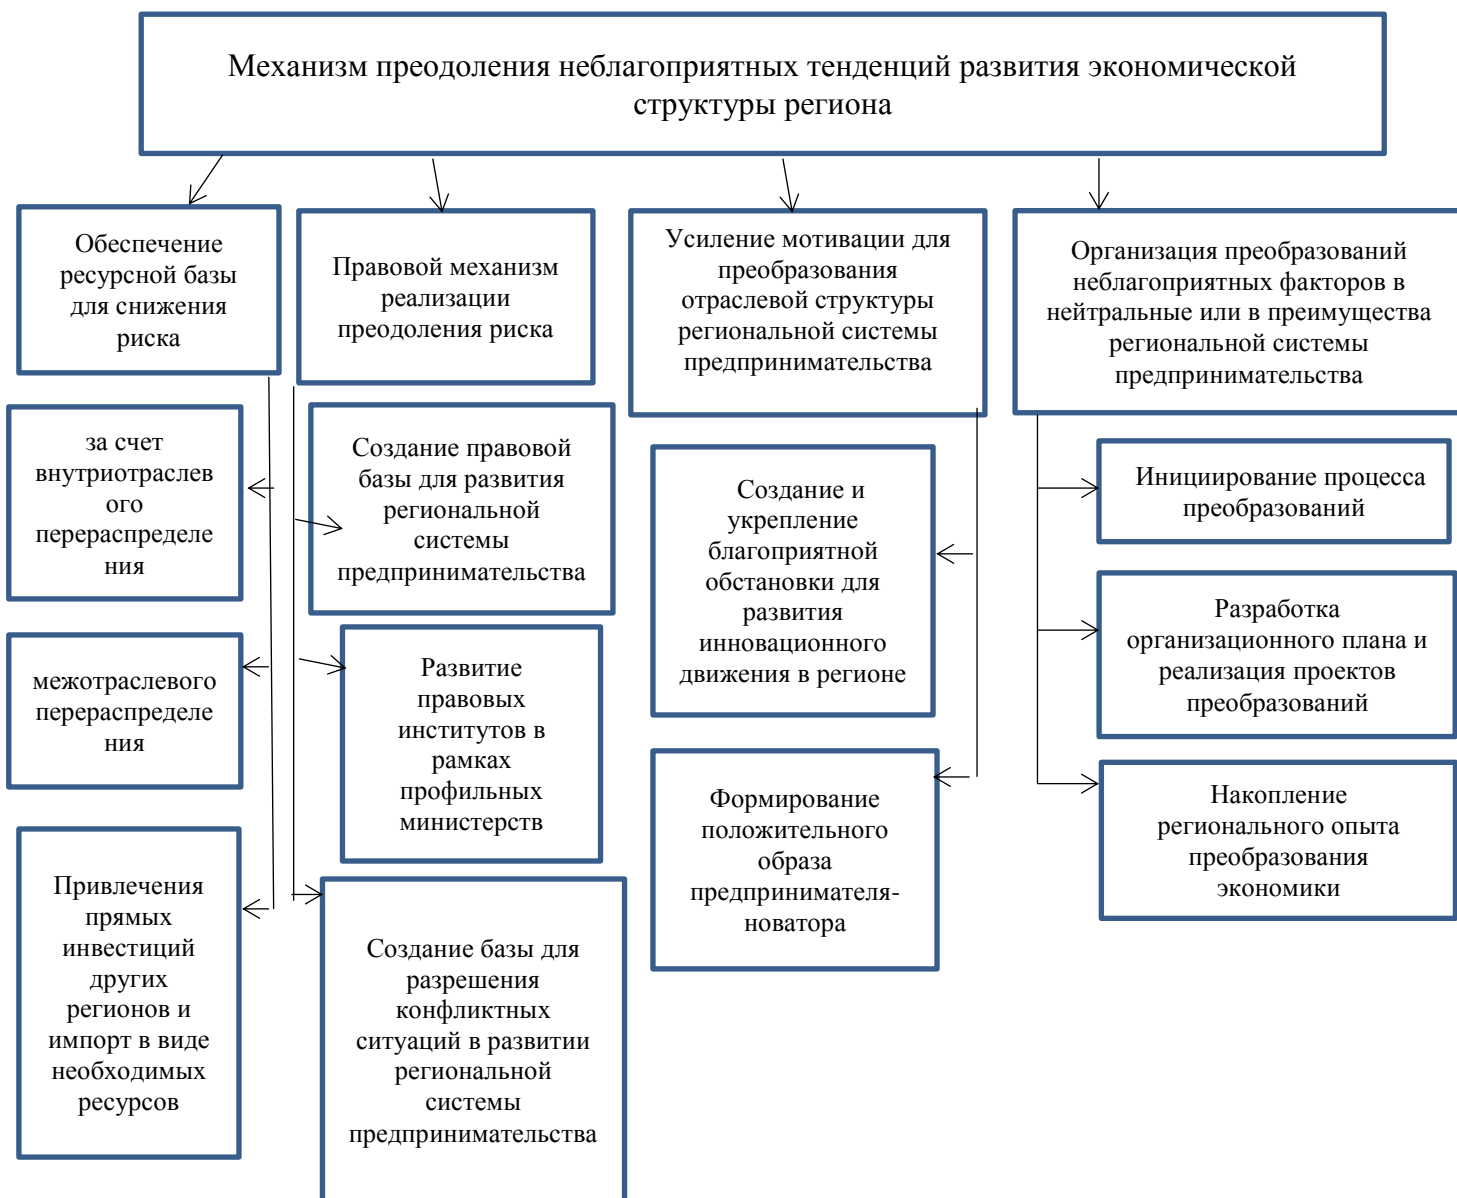 Механизм преодоления неблагоприятных тенденций развития экономической
структуры региона
Обеспечение
ресурсной базы
для снижения
риска
за счет
внутриотраслев
ого
перераспределе
ния
межотраслевого
перераспределе
ния
Привлечения
прямых
инвестиций
других
регионов и
импорт в виде
необходимых
ресурсов
Правовой механизм
реализации
преодоления риска
Создание правовой
базы для развития
региональной
системы
предпринимательства
Развитие
правовых
институтов в
рамках
профильных
министерств
Создание базы для
разрешения
конфликтных
ситуаций в развитии
региональной
системы
предпринимательства
Усиление мотивации для
преобразования
отраслевой структуры
региональной системы
предпринимательства
Создание и
укрепление
благоприятной
обстановки для
развития
инновационного
движения в регионе
Формирование
положительного
образа
предпринимателя-
новатора
Организация преобразований
неблагоприятных факторов в
нейтральные или в преимущества
региональной системы
предпринимательства
Инициирование процесса
преобразований
Разработка
организационного плана и
реализация проектов
преобразований
Накопление
регионального опыта
преобразования
экономики